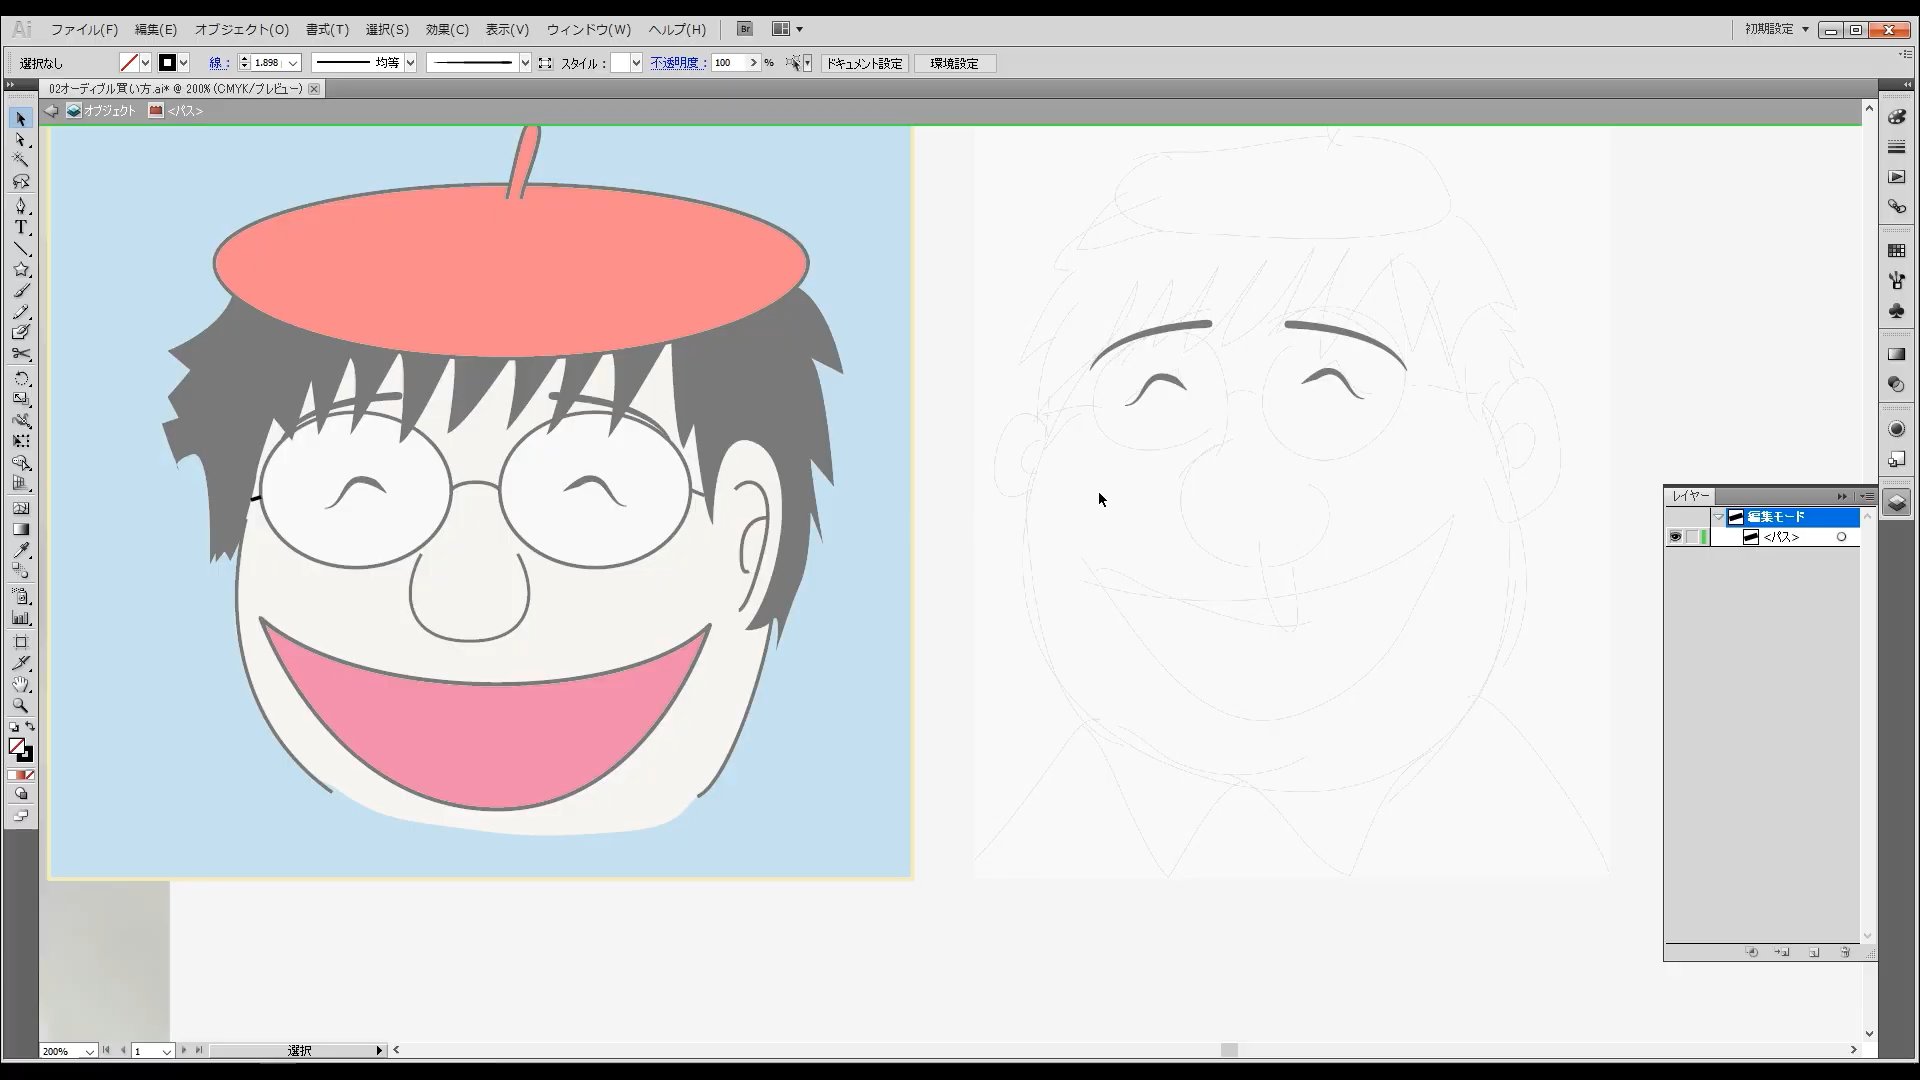 Ai ファイル(F) 編集(E) オブジェクト(O) 書式(T) 選択(S) 効果(C) 表示(V) ウィンドウ(W) ヘルプ(H) Br 初期設定
選択なし 線: 1.898 均等 スタイル: 不透明度: 100 % ドキュメント設定 環境設定
02オーディブル買い方.ai* @ 200% (CMYK/プレビュー)
オブジェクト <パス>
レイヤー
編集モード
<パス>
200% 1 選択